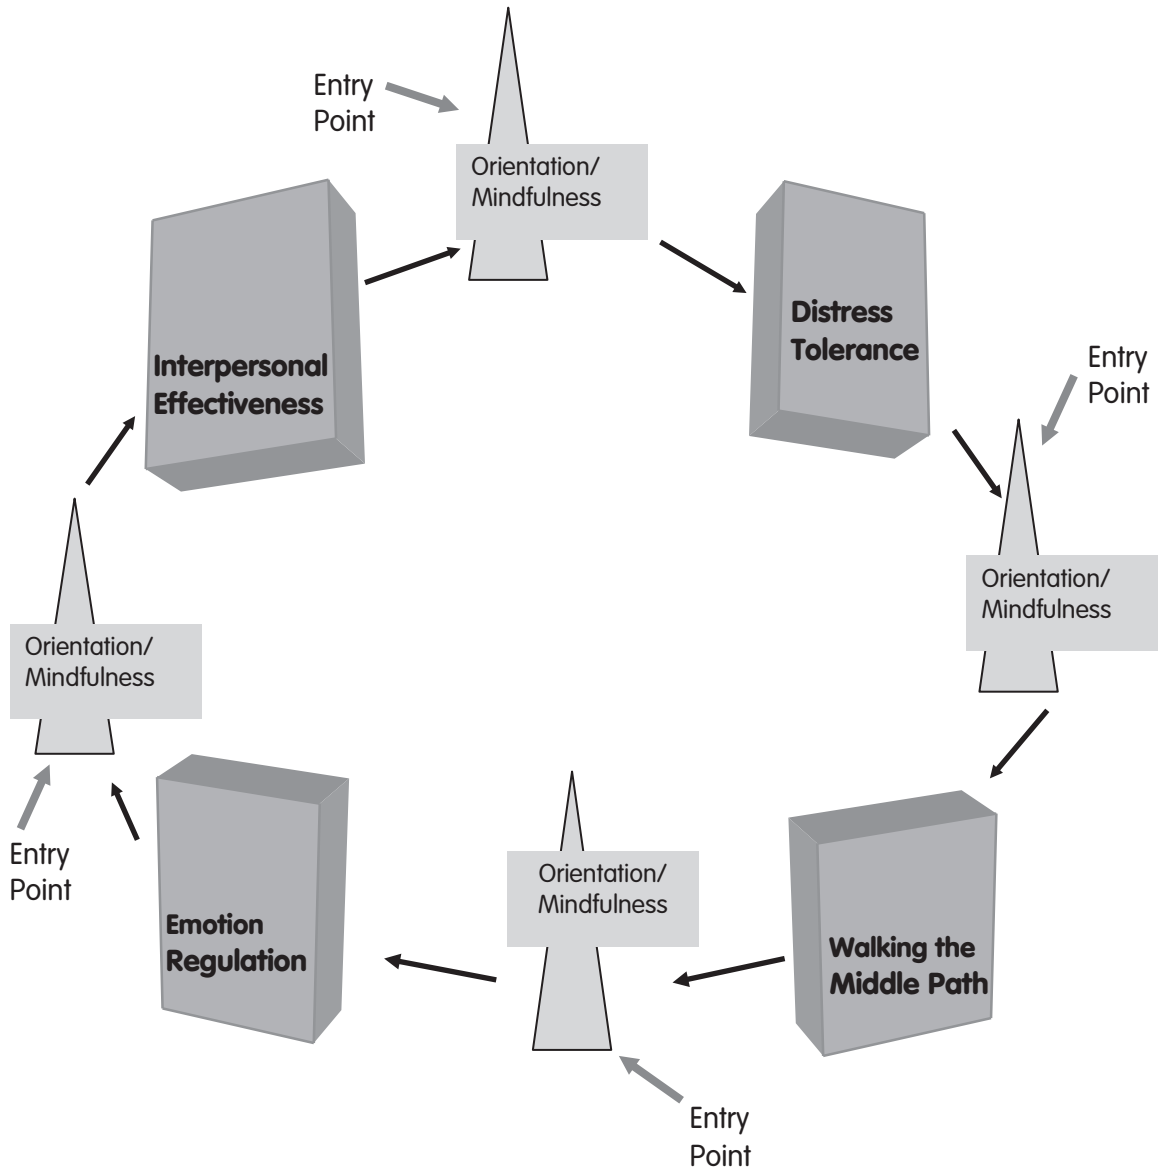 Entry
Point
Orientation/
Mindfulness
Distress
Tolerance
Entry
Point
Orientation/
Mindfulness
Walking the
Middle Path
Orientation/
Mindfulness
Entry
Point
Emotion
Regulation
Orientation/
Mindfulness
Entry
Point
Interpersonal
Effectiveness